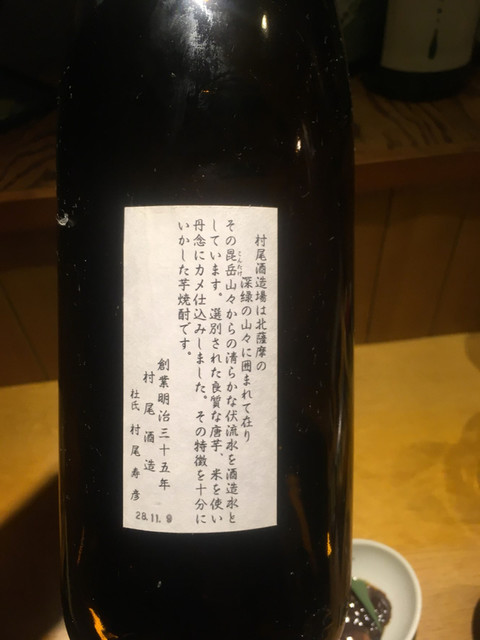 村尾酒造場は北薩摩の
深緑の山々に囲まれて在り
その昆岳山々からの清らかな伏流水を酒造水と
こんたけ
しています。選別された良質な唐芋、米を使い
丹念にカメ仕込みしました。その特徴を十分に
いかした芋焼酎です。
創業明治三十五年
村尾酒造
杜氏 村尾寿彦
28.11.9